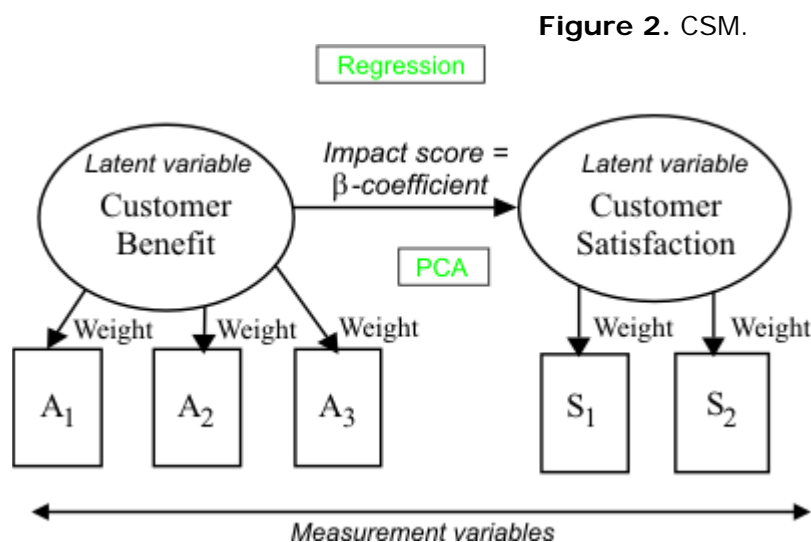 Figure 2. CSM.
Regression
Latent variable
Customer
Benefit
Impact score =
β-coefficient
Latent variable
Customer
Satisfaction
PCA
Weight
Weight
Weight
Weight
Weight
A₁
A₂
A₃
S₁
S₂
Measurement variables